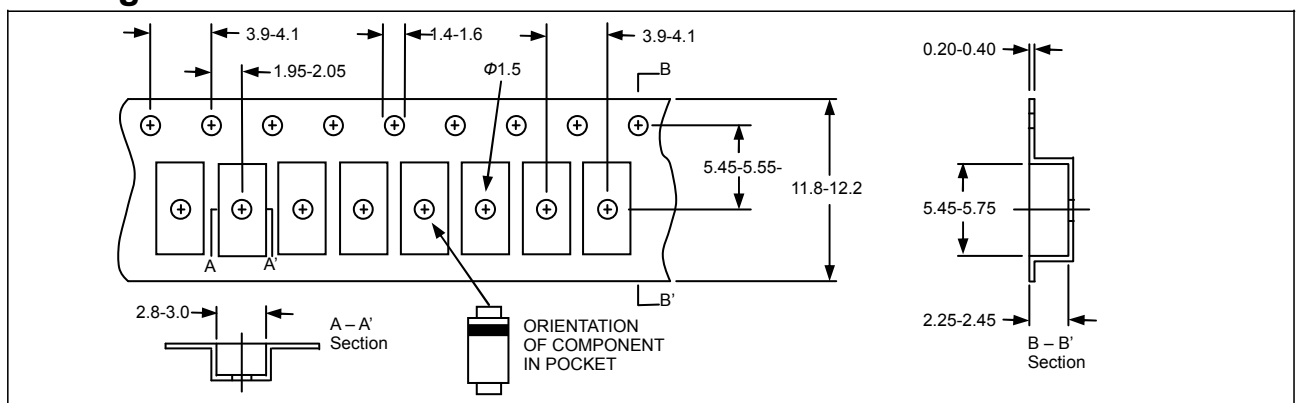 3.9-4.1
1.4-1.6
3.9-4.1
0.20-0.40
1.95-2.05
Φ1.5
B
5.45-5.55-
11.8-12.2
5.45-5.75
A
A'
B'
2.8-3.0
A – A'
Section
ORIENTATION
OF COMPONENT
IN POCKET
2.25-2.45
B – B'
Section